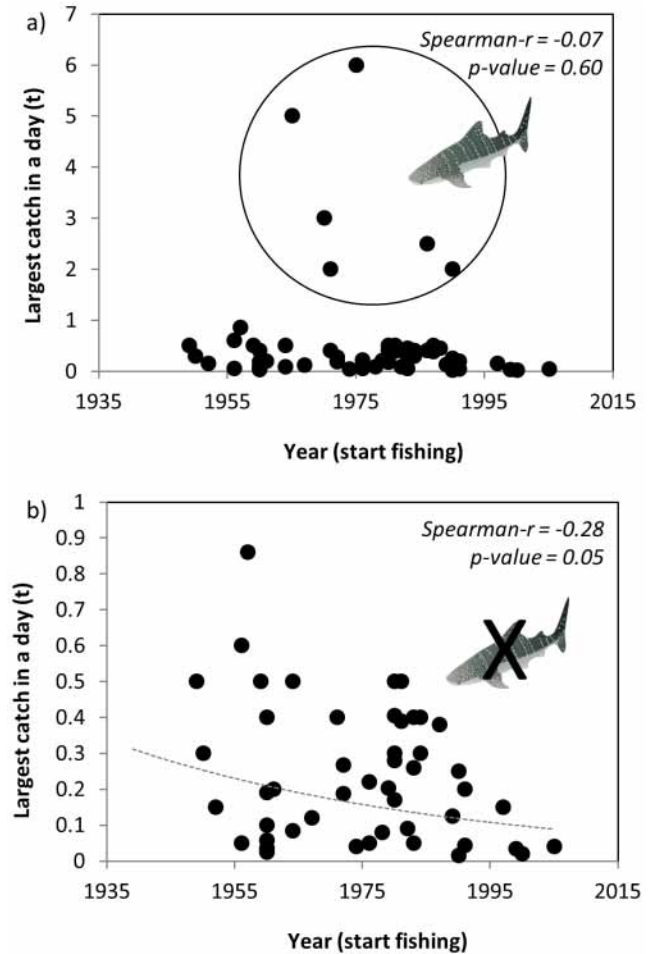 a)
Spearman-r = -0.07
p-value = 0.60
Largest catch in a day (t)
7
6
5
4
3
2
1
0
1935 1955 1975 1995 2015
Year (start fishing)
b)
Spearman-r = -0.28
p-value = 0.05
X
Largest catch in a day (t)
1
0.9
0.8
0.7
0.6
0.5
0.4
0.3
0.2
0.1
0
1935 1955 1975 1995 2015
Year (start fishing)